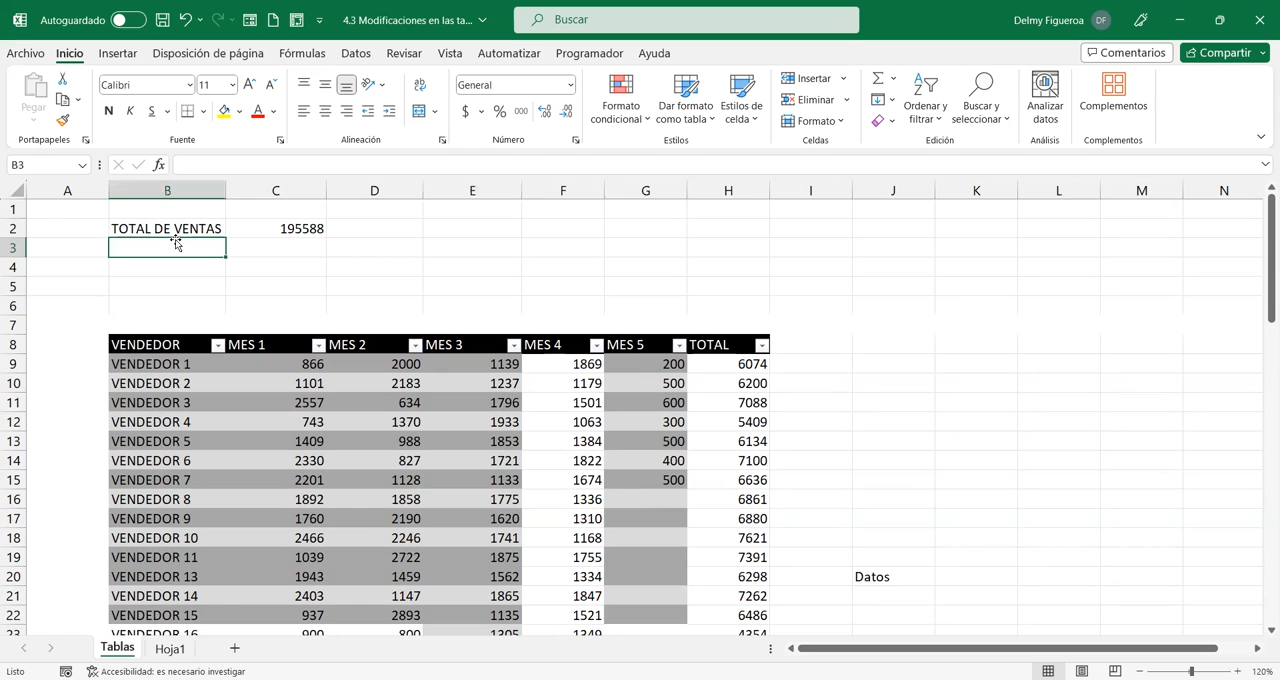 Autoguardado 4.3 Modificaciones en las ta... Buscar Delmy Figueroa DF
Archivo Inicio Insertar Disposición de página Fórmulas Datos Revisar Vista Automatizar Programador Ayuda Comentarios Compartir
Pegar Calibri 11 General Formato condicional Dar formato como tabla Estilos de celda Insertar Eliminar Formato Ordenar y filtrar Buscar y seleccionar Analizar datos Complementos
N K S $ % 000
Portapapeles Fuente Alineación Número Estilos Celdas Edición Análisis Complementos
B3 fx
A B C D E F G H I J K L M N
1
2 TOTAL DE VENTAS 195588
3
4
5
6
7
8 VENDEDOR MES 1 MES 2 MES 3 MES 4 MES 5 TOTAL
9 VENDEDOR 1 866 2000 1139 1869 200 6074
10 VENDEDOR 2 1101 2183 1237 1179 500 6200
11 VENDEDOR 3 2557 634 1796 1501 600 7088
12 VENDEDOR 4 743 1370 1933 1063 300 5409
13 VENDEDOR 5 1409 988 1853 1384 500 6134
14 VENDEDOR 6 2330 827 1721 1822 400 7100
15 VENDEDOR 7 2201 1128 1133 1674 500 6636
16 VENDEDOR 8 1892 1858 1775 1336 6861
17 VENDEDOR 9 1760 2190 1620 1310 6880
18 VENDEDOR 10 2466 2246 1741 1168 7621
19 VENDEDOR 11 1039 2722 1875 1755 7391
20 VENDEDOR 13 1943 1459 1562 1334 6298 Datos
21 VENDEDOR 14 2403 1147 1865 1847 7262
22 VENDEDOR 15 937 2893 1135 1521 6486
23 VENDEDOR 16 900 800 1305 1349 4354
Tablas Hoja1
Listo Accesibilidad: es necesario investigar 120%